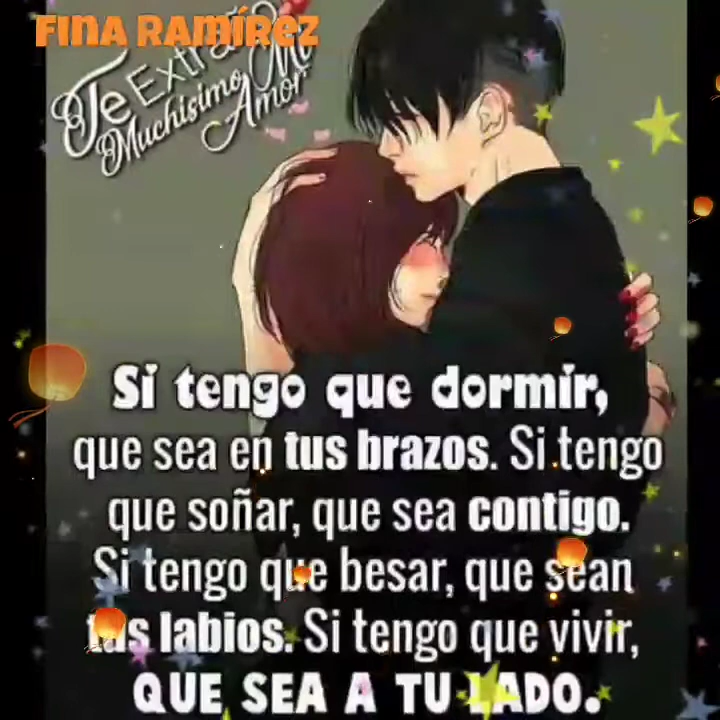 Fina Ramírez
Te Extraño
Muchísimo Mi
Amor
Si tengo que dormir,
que sea en tus brazos. Si tengo
que soñar, que sea contigo.
Si tengo que besar, que sean
tus labios. Si tengo que vivir,
QUE SEA A TU LADO.